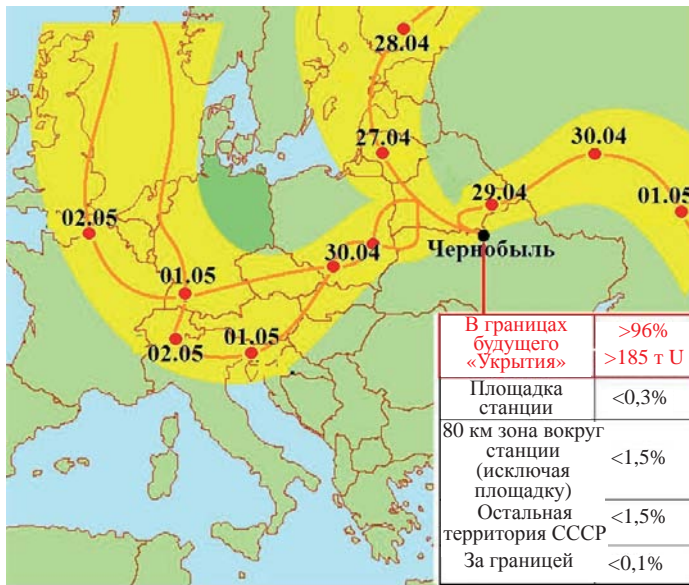 28.04
27.04
30.04
29.04
01.05
02.05
Чернобыль
30.04
01.05
02.05
01.05
В границах
будущего
«Укрытия»
>96%
>185 т U
Площадка
станции
<0,3%
80 км зона вокруг
станции
(исключая
площадку)
<1,5%
Остальная
территория СССР
<1,5%
За границей
<0,1%